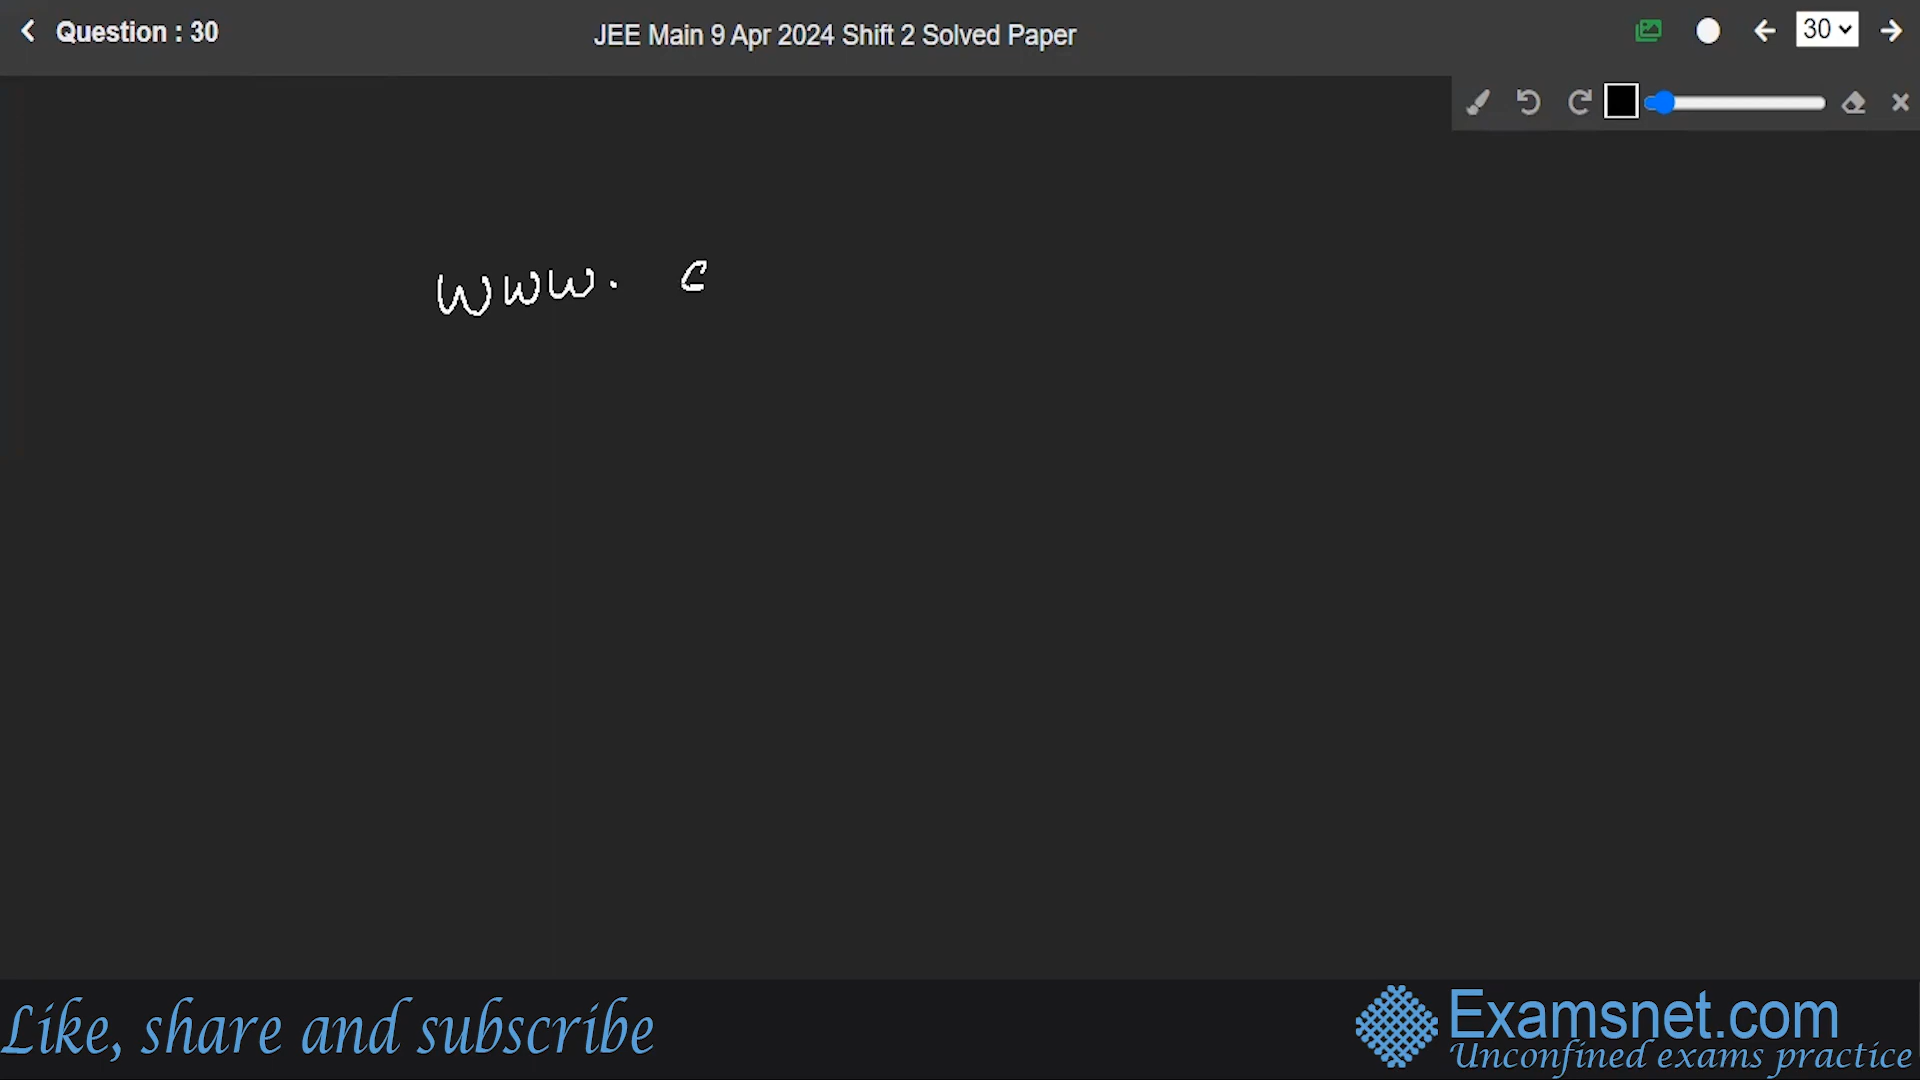 Question : 30
JEE Main 9 Apr 2024 Shift 2 Solved Paper
30
www.
Like, share and subscribe
Examsnet.com
Unconfined exams practice